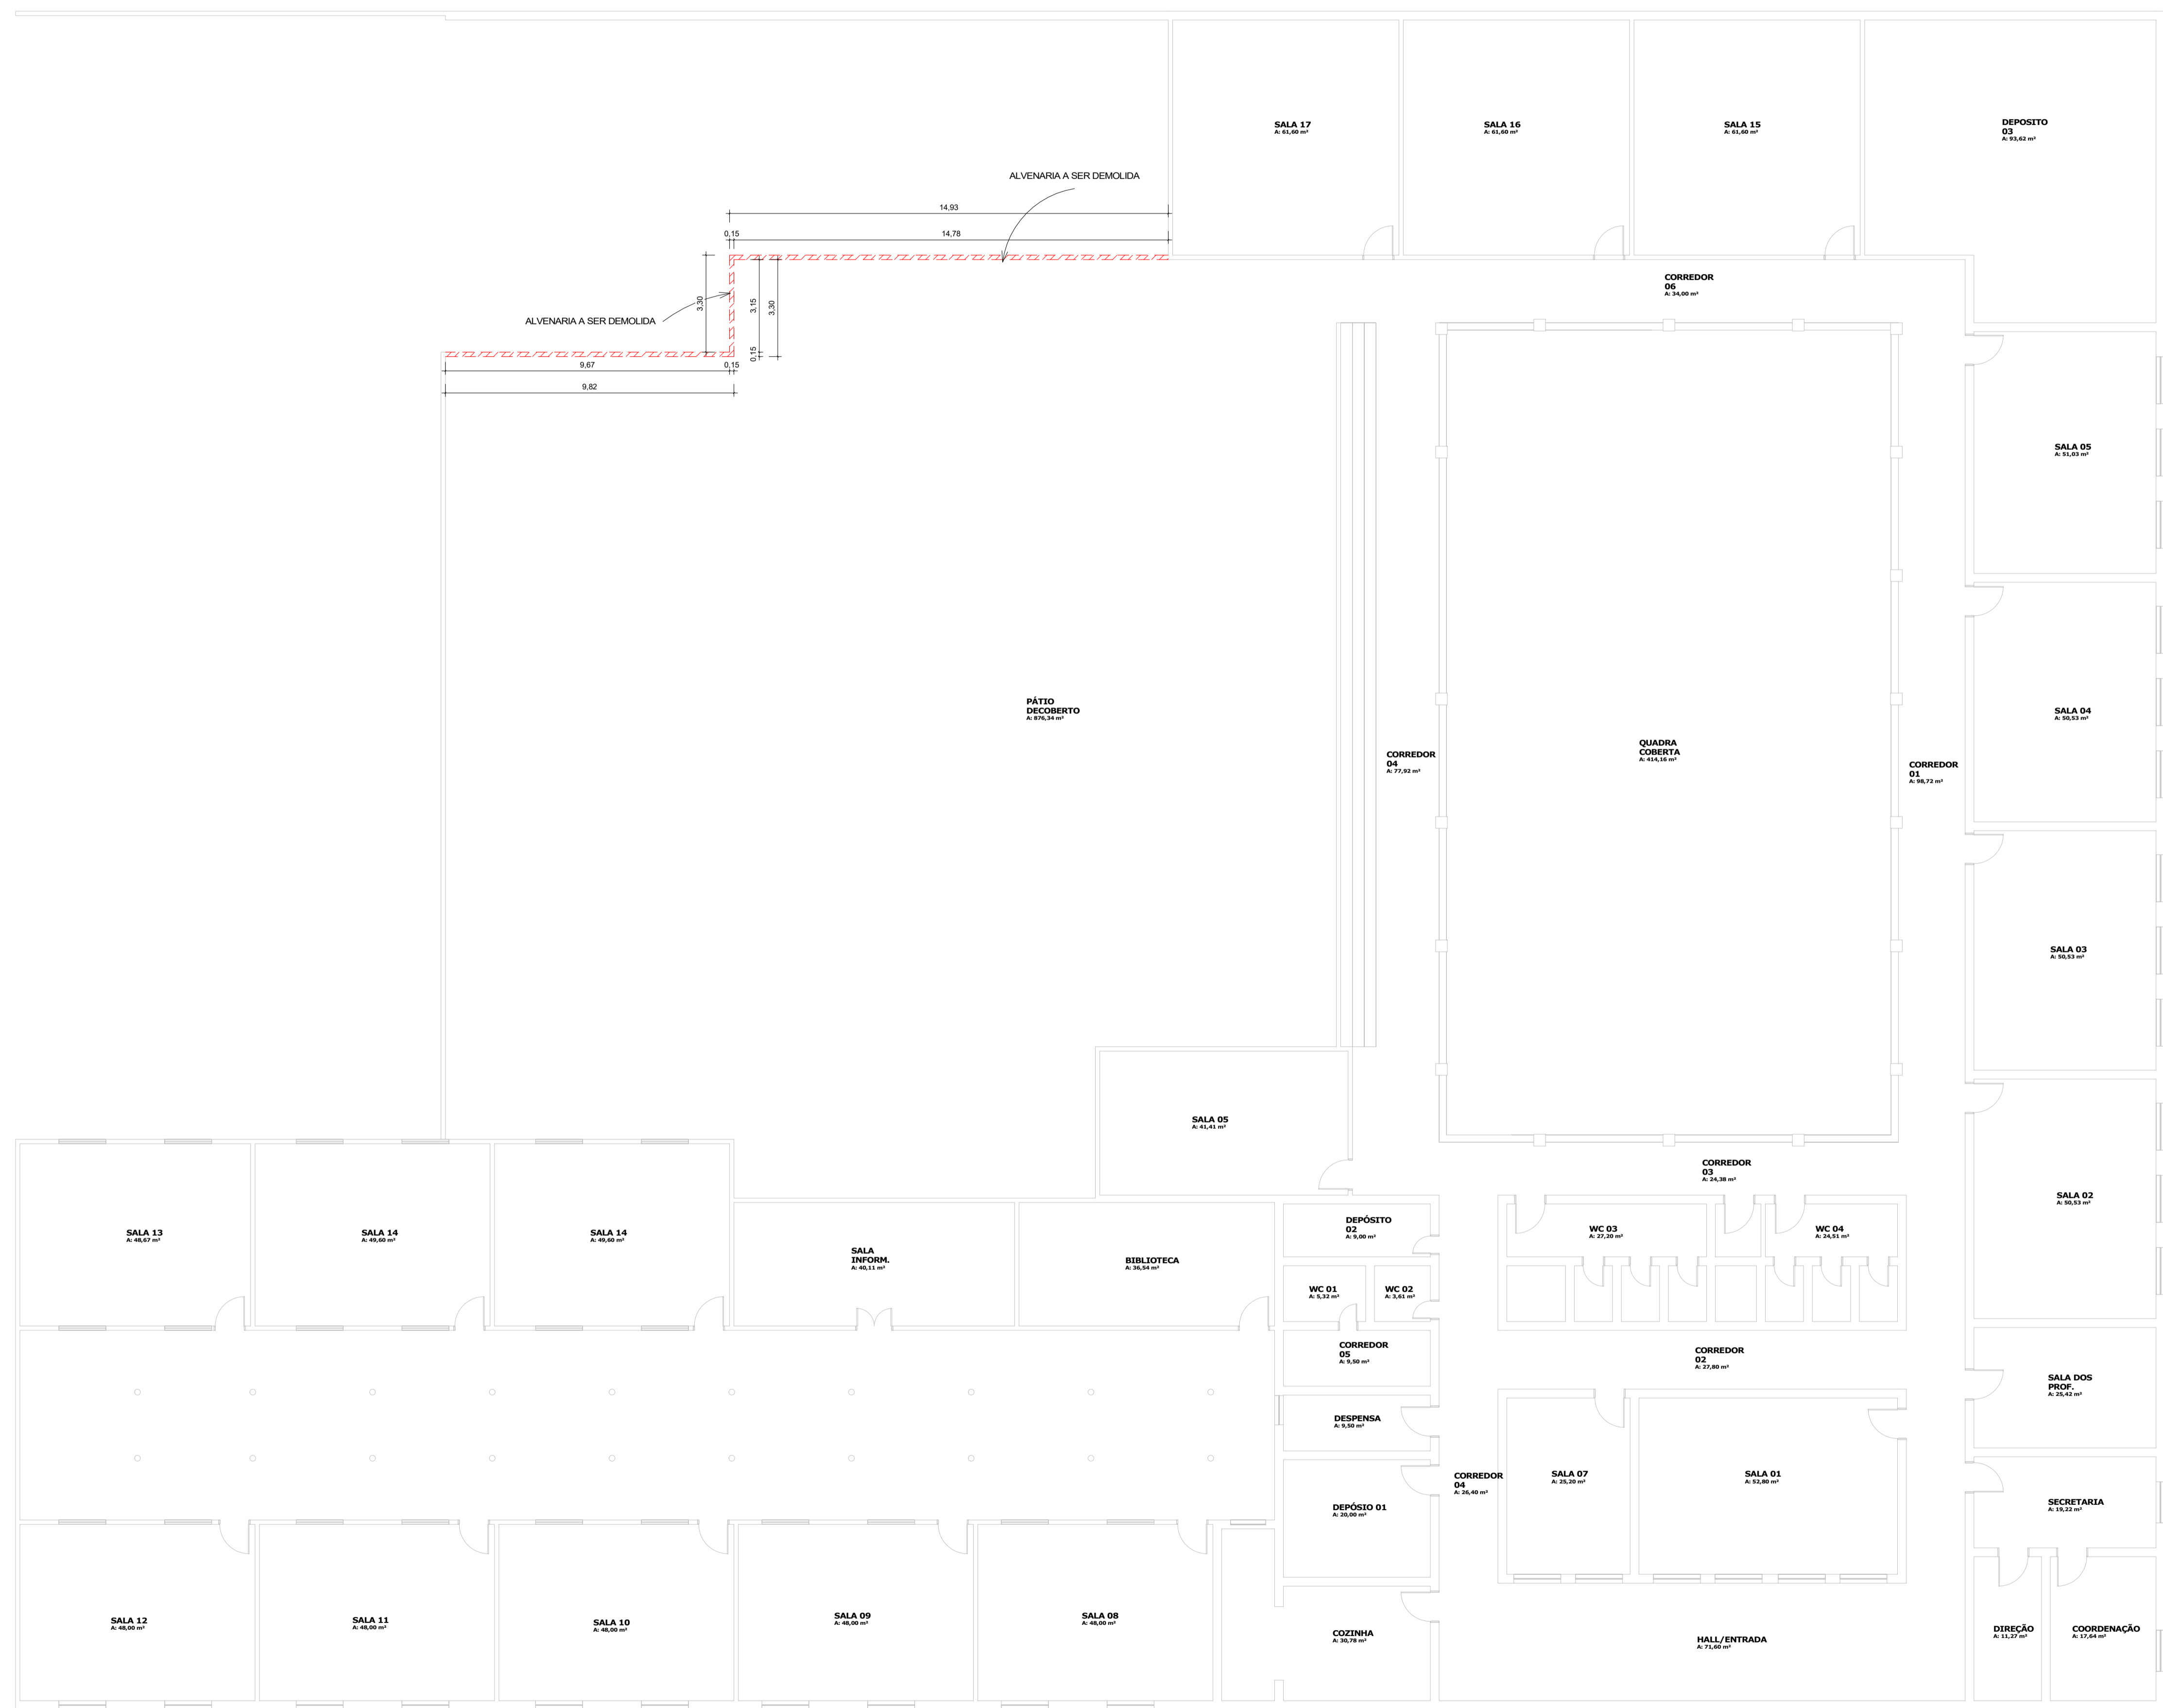 SALA 17
A: 61,60 m²
SALA 16
A: 61,60 m²
SALA 15
A: 61,60 m²
DEPOSITO
03
A: 93,62 m²
ALVENARIA A SER DEMOLIDA
14,93
0,15
14,78
3,30
3,15
3,30
0,15
ALVENARIA A SER DEMOLIDA
9,67
0,15
9,82
CORREDOR
06
A: 34,00 m²
SALA 05
A: 51,03 m²
PÁTIO
DECOBERTO
A: 876,34 m²
SALA 04
A: 50,53 m²
QUADRA
COBERTA
A: 414,16 m²
CORREDOR
04
A: 77,92 m²
CORREDOR
01
A: 98,72 m²
SALA 03
A: 50,53 m²
SALA 05
A: 41,41 m²
CORREDOR
03
A: 24,38 m²
SALA 02
A: 50,53 m²
SALA 13
A: 48,67 m²
SALA 14
A: 49,60 m²
SALA 14
A: 49,60 m²
SALA
INFORM.
A: 40,11 m²
BIBLIOTECA
A: 36,54 m²
DEPÓSITO
02
A: 9,00 m²
WC 03
A: 27,20 m²
WC 04
A: 24,51 m²
WC 01
A: 5,32 m²
WC 02
A: 3,61 m²
CORREDOR
05
A: 9,50 m²
CORREDOR
02
A: 27,80 m²
SALA DOS
PROF.
A: 25,42 m²
DESPENSA
A: 9,50 m²
CORREDOR
04
A: 26,40 m²
SALA 07
A: 25,20 m²
SALA 01
A: 52,80 m²
DEPÓSIO 01
A: 20,00 m²
SECRETARIA
A: 19,22 m²
SALA 12
A: 48,00 m²
SALA 11
A: 48,00 m²
SALA 10
A: 48,00 m²
SALA 09
A: 48,00 m²
SALA 08
A: 48,00 m²
COZINHA
A: 30,78 m²
HALL/ENTRADA
A: 71,60 m²
DIREÇÃO
A: 11,27 m²
COORDENAÇÃO
A: 17,64 m²